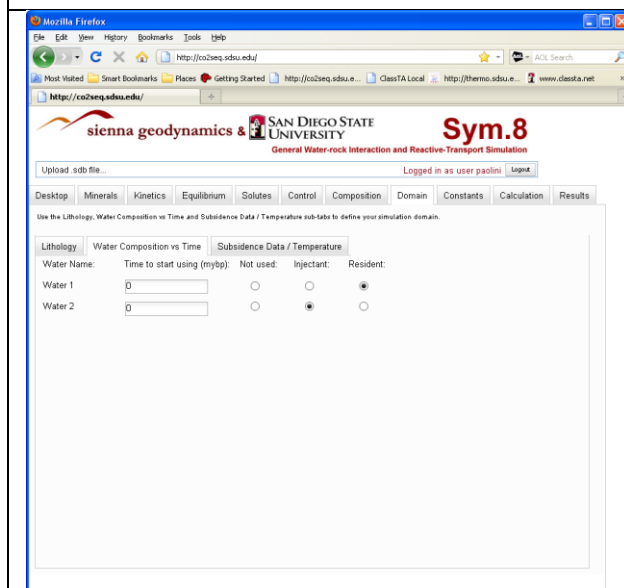 Mozilla Firefox
File Edit View History Bookmarks Tools Help
http://co2seq.sdsu.edu/ AOL Search
Most Visited Smart Bookmarks Places Getting Started http://co2seq.sdsu.e... ClassTA Local http://thermo.sdsu.e... www.classta.net
http://co2seq.sdsu.edu/
sienna geodynamics & SAN DIEGO STATE UNIVERSITY Sym.8
General Water-rock Interaction and Reactive-Transport Simulation
Upload .sdb file... Logged in as user paolini Logout
Desktop Minerals Kinetics Equilibrium Solutes Control Composition Domain Constants Calculation Results
Use the Lithology, Water Composition vs Time and Subsidence Data / Temperature sub-tabs to define your simulation domain.
Lithology Water Composition vs Time Subsidence Data / Temperature
Water Name: Time to start using (mybp): Not used: Injectant: Resident:
Water 1 0
Water 2 0